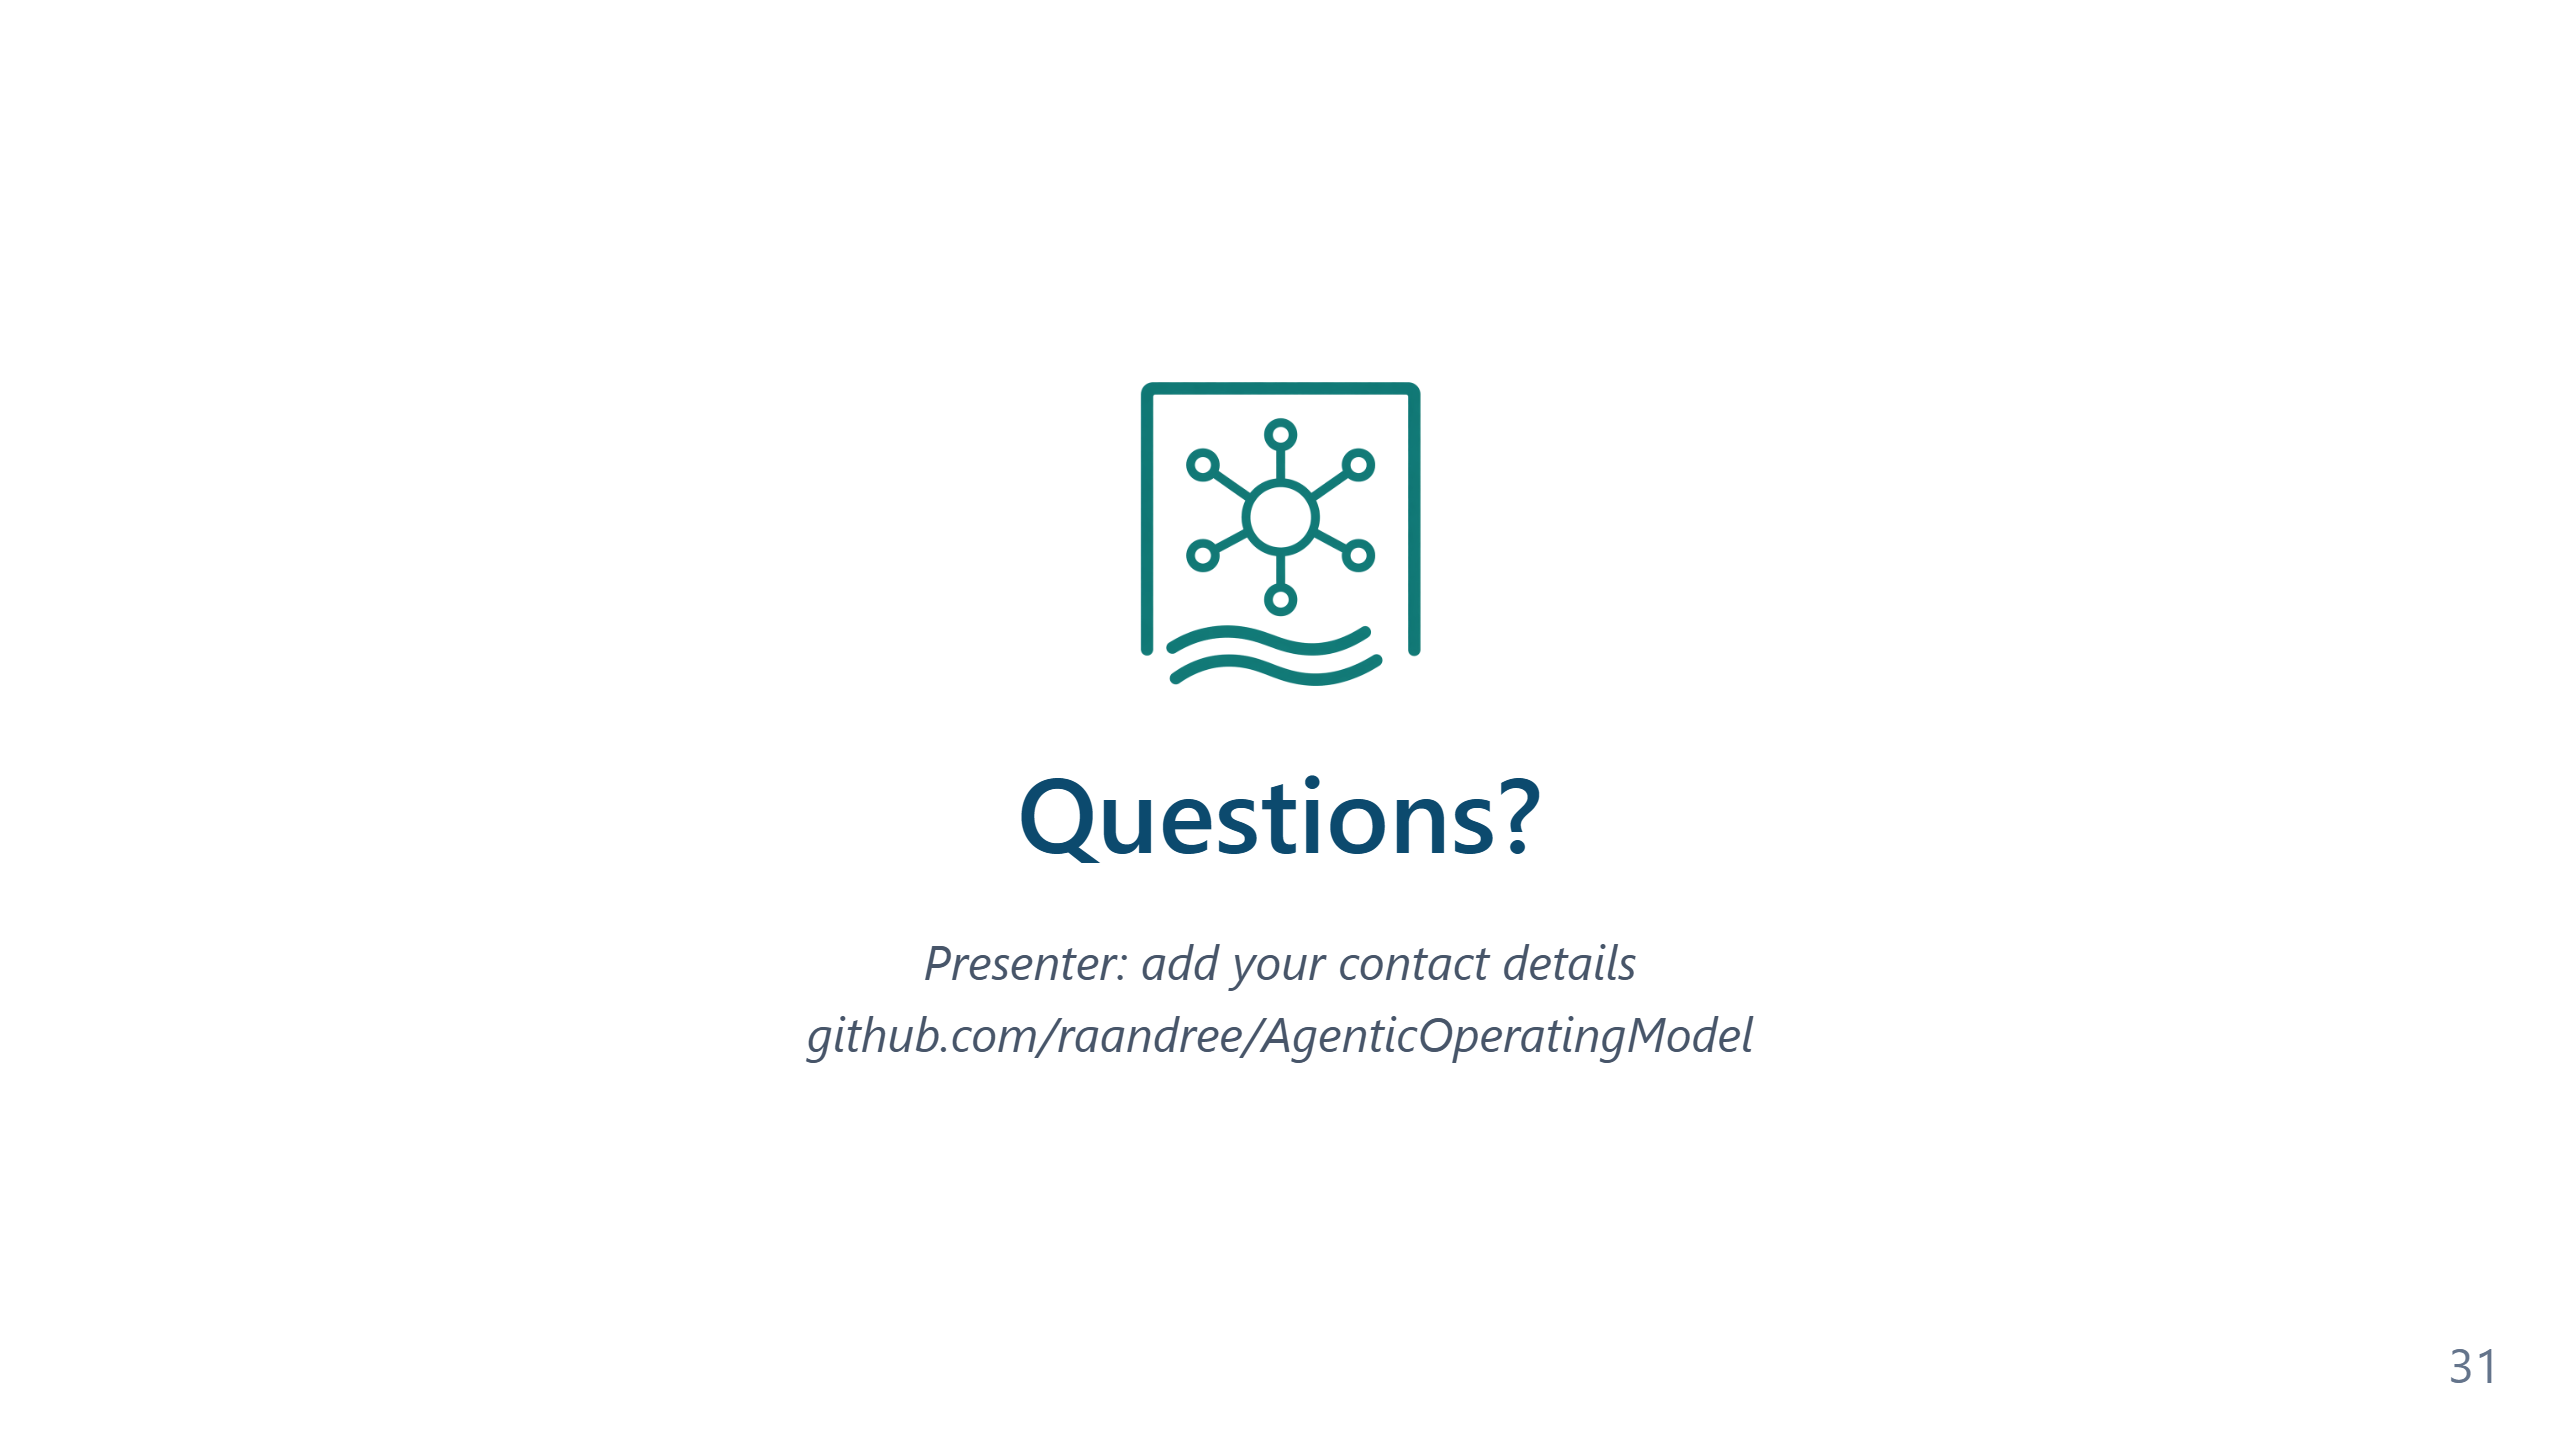 Questions?
Presenter: add your contact details
github.com/raandree/AgenticOperatingModel
31